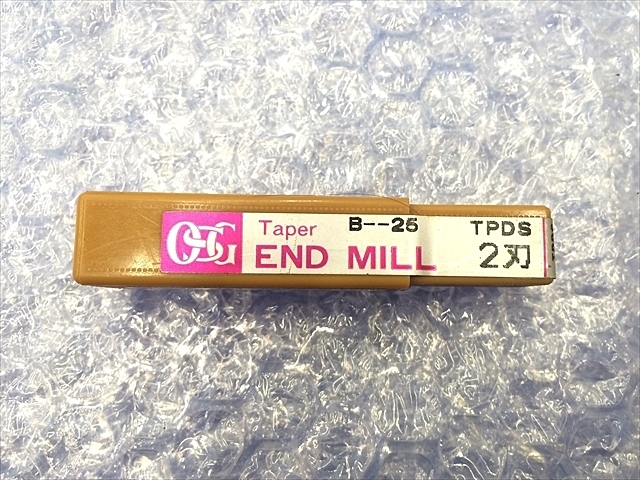 OSG
Taper B--25 TPDS
END MILL 2刃